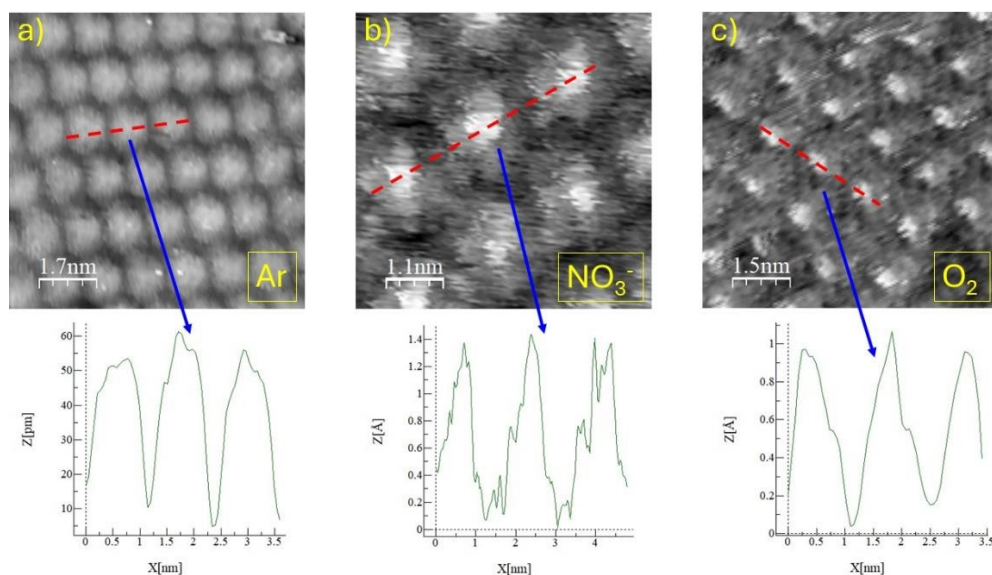 a)
1.7nm
Ar
b)
1.1nm
NO₃⁻
c)
1.5nm
O₂
Z[pm]
60
50
40
30
20
10
0 0.5 1 1.5 2 2.5 3 3.5
X[nm]
Z[Å]
1.4
1.2
1
0.8
0.6
0.4
0.2
0
0 1 2 3 4
X[nm]
Z[Å]
1
0.8
0.6
0.4
0.2
0
0 0.5 1 1.5 2 2.5 3
X[nm]